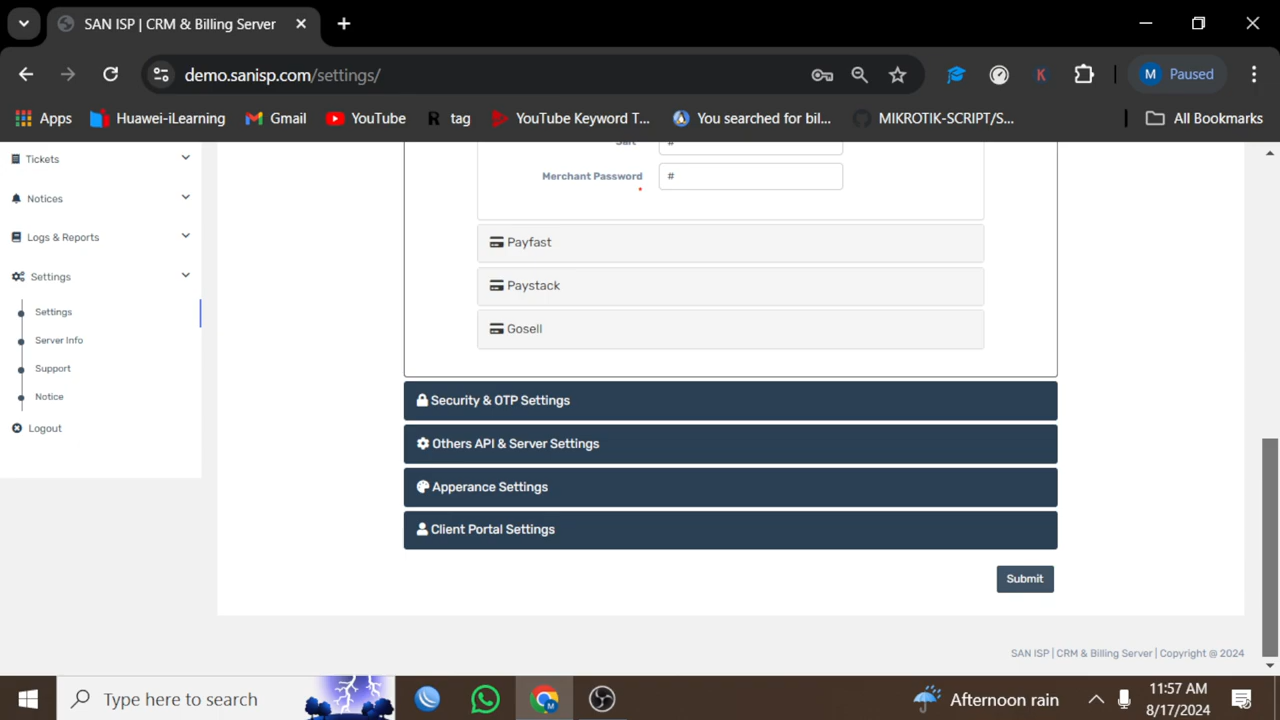 SAN ISP | CRM & Billing Server
demo.sanisp.com/settings/
M Paused
Apps
Huawei-iLearning
Gmail
YouTube
R tag
YouTube Keyword T...
You searched for bil...
MIKROTIK-SCRIPT/S...
All Bookmarks
Tickets
Notices
Logs & Reports
Settings
Settings
Server Info
Support
Notice
Logout
Salt #
Merchant Password #
*
Payfast
Paystack
Gosell
Security & OTP Settings
Others API & Server Settings
Apperance Settings
Client Portal Settings
Submit
SAN ISP | CRM & Billing Server | Copyright @ 2024
Type here to search
Afternoon rain
11:57 AM
8/17/2024